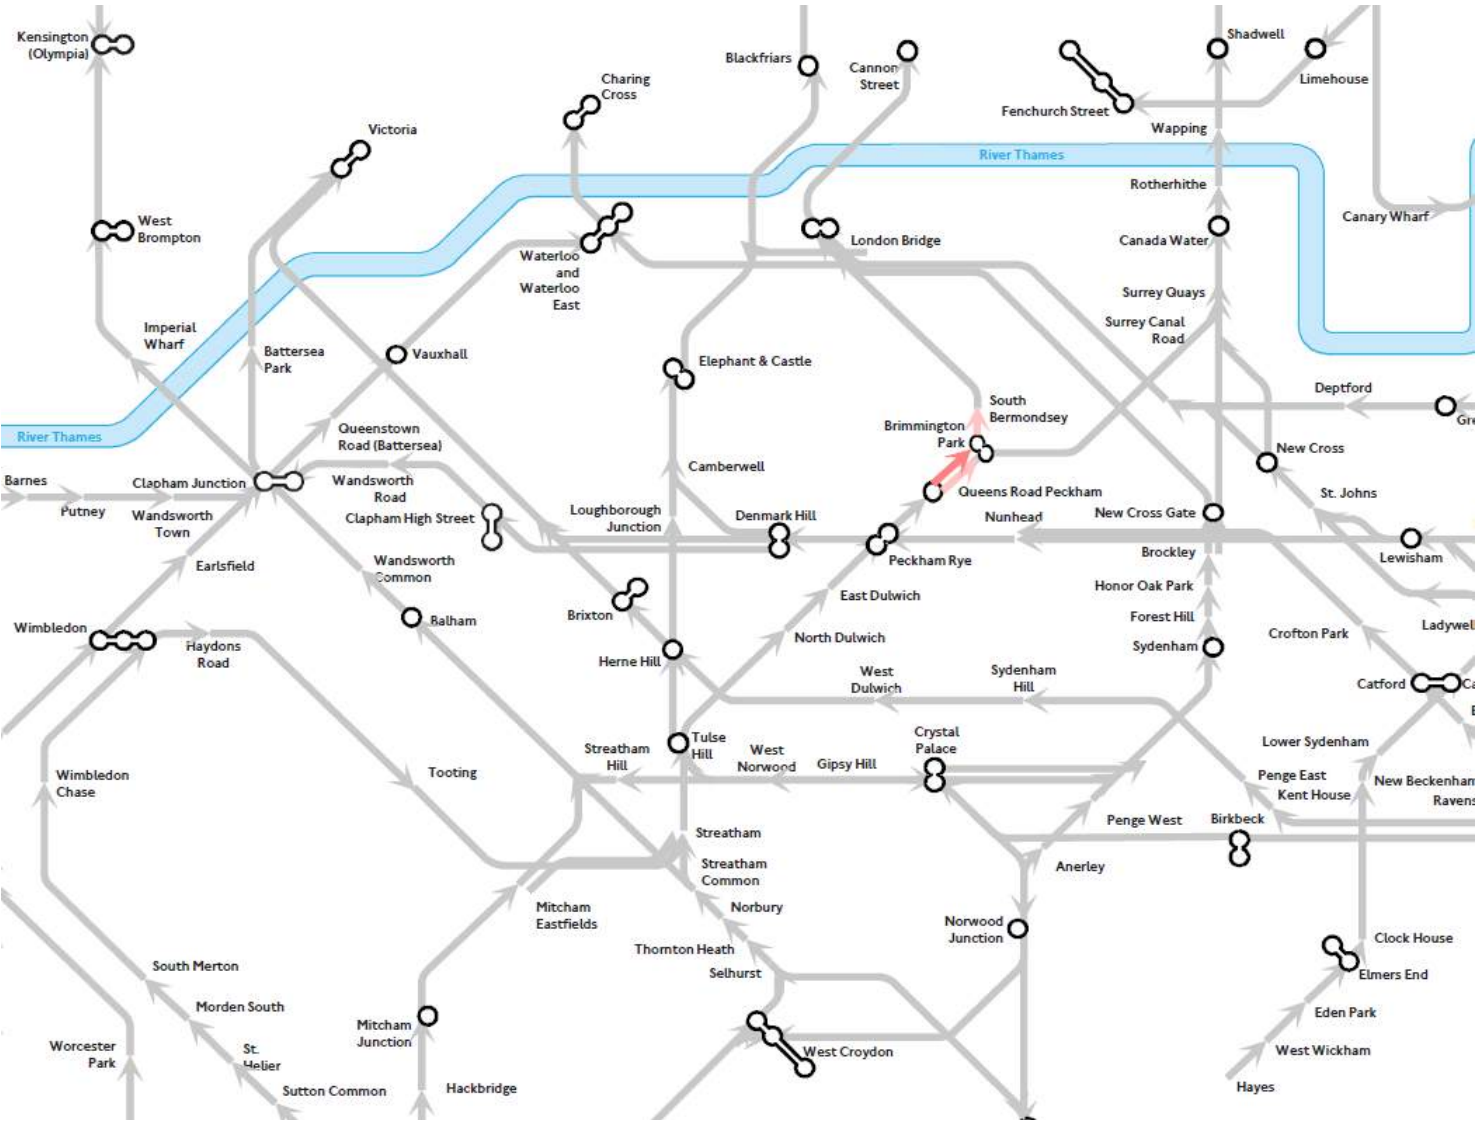 Kensington
(Olympia)
Victoria
Charing
Cross
Blackfriars
Cannon
Street
Fenchurch Street
Shadwell
Limehouse
Wapping
River Thames
Rotherhithe
Canary Wharf
West
Brompton
Waterloo
and
Waterloo
East
London Bridge
Canada Water
Surrey Quays
Surrey Canal
Road
Imperial
Wharf
Battersea
Park
Vauxhall
Elephant & Castle
Deptford
Gre
River Thames
Queenstown
Road (Battersea)
South
Bermondsey
Brimmington
Park
New Cross
Barnes
Putney
Clapham Junction
Wandsworth
Town
Wandsworth
Road
Clapham High Street
Camberwell
Loughborough
Junction
Denmark Hill
Queens Road Peckham
Nunhead
New Cross Gate
St. Johns
Brockley
Lewisham
Earlsfield
Wandsworth
Common
Peckham Rye
Honor Oak Park
East Dulwich
Forest Hill
Crofton Park
Ladywel
Wimbledon
Haydons
Road
Balham
Brixton
Herne Hill
North Dulwich
Sydenham
West
Dulwich
Sydenham
Hill
Catford
Ca
Tooting
Streatham
Hill
Tulse
Hill
West
Norwood
Gipsy Hill
Crystal
Palace
Lower Sydenham
Wimbledon
Chase
Penge East
Kent House
New Beckenham
Ravens
Streatham
Penge West
Birkbeck
Streatham
Common
Anerley
Mitcham
Eastfields
Norbury
Norwood
Junction
Thornton Heath
Selhurst
Clock House
Elmers End
South Merton
Morden South
Mitcham
Junction
Eden Park
Worcester
Park
St.
Helier
West Croydon
West Wickham
Sutton Common
Hackbridge
Hayes